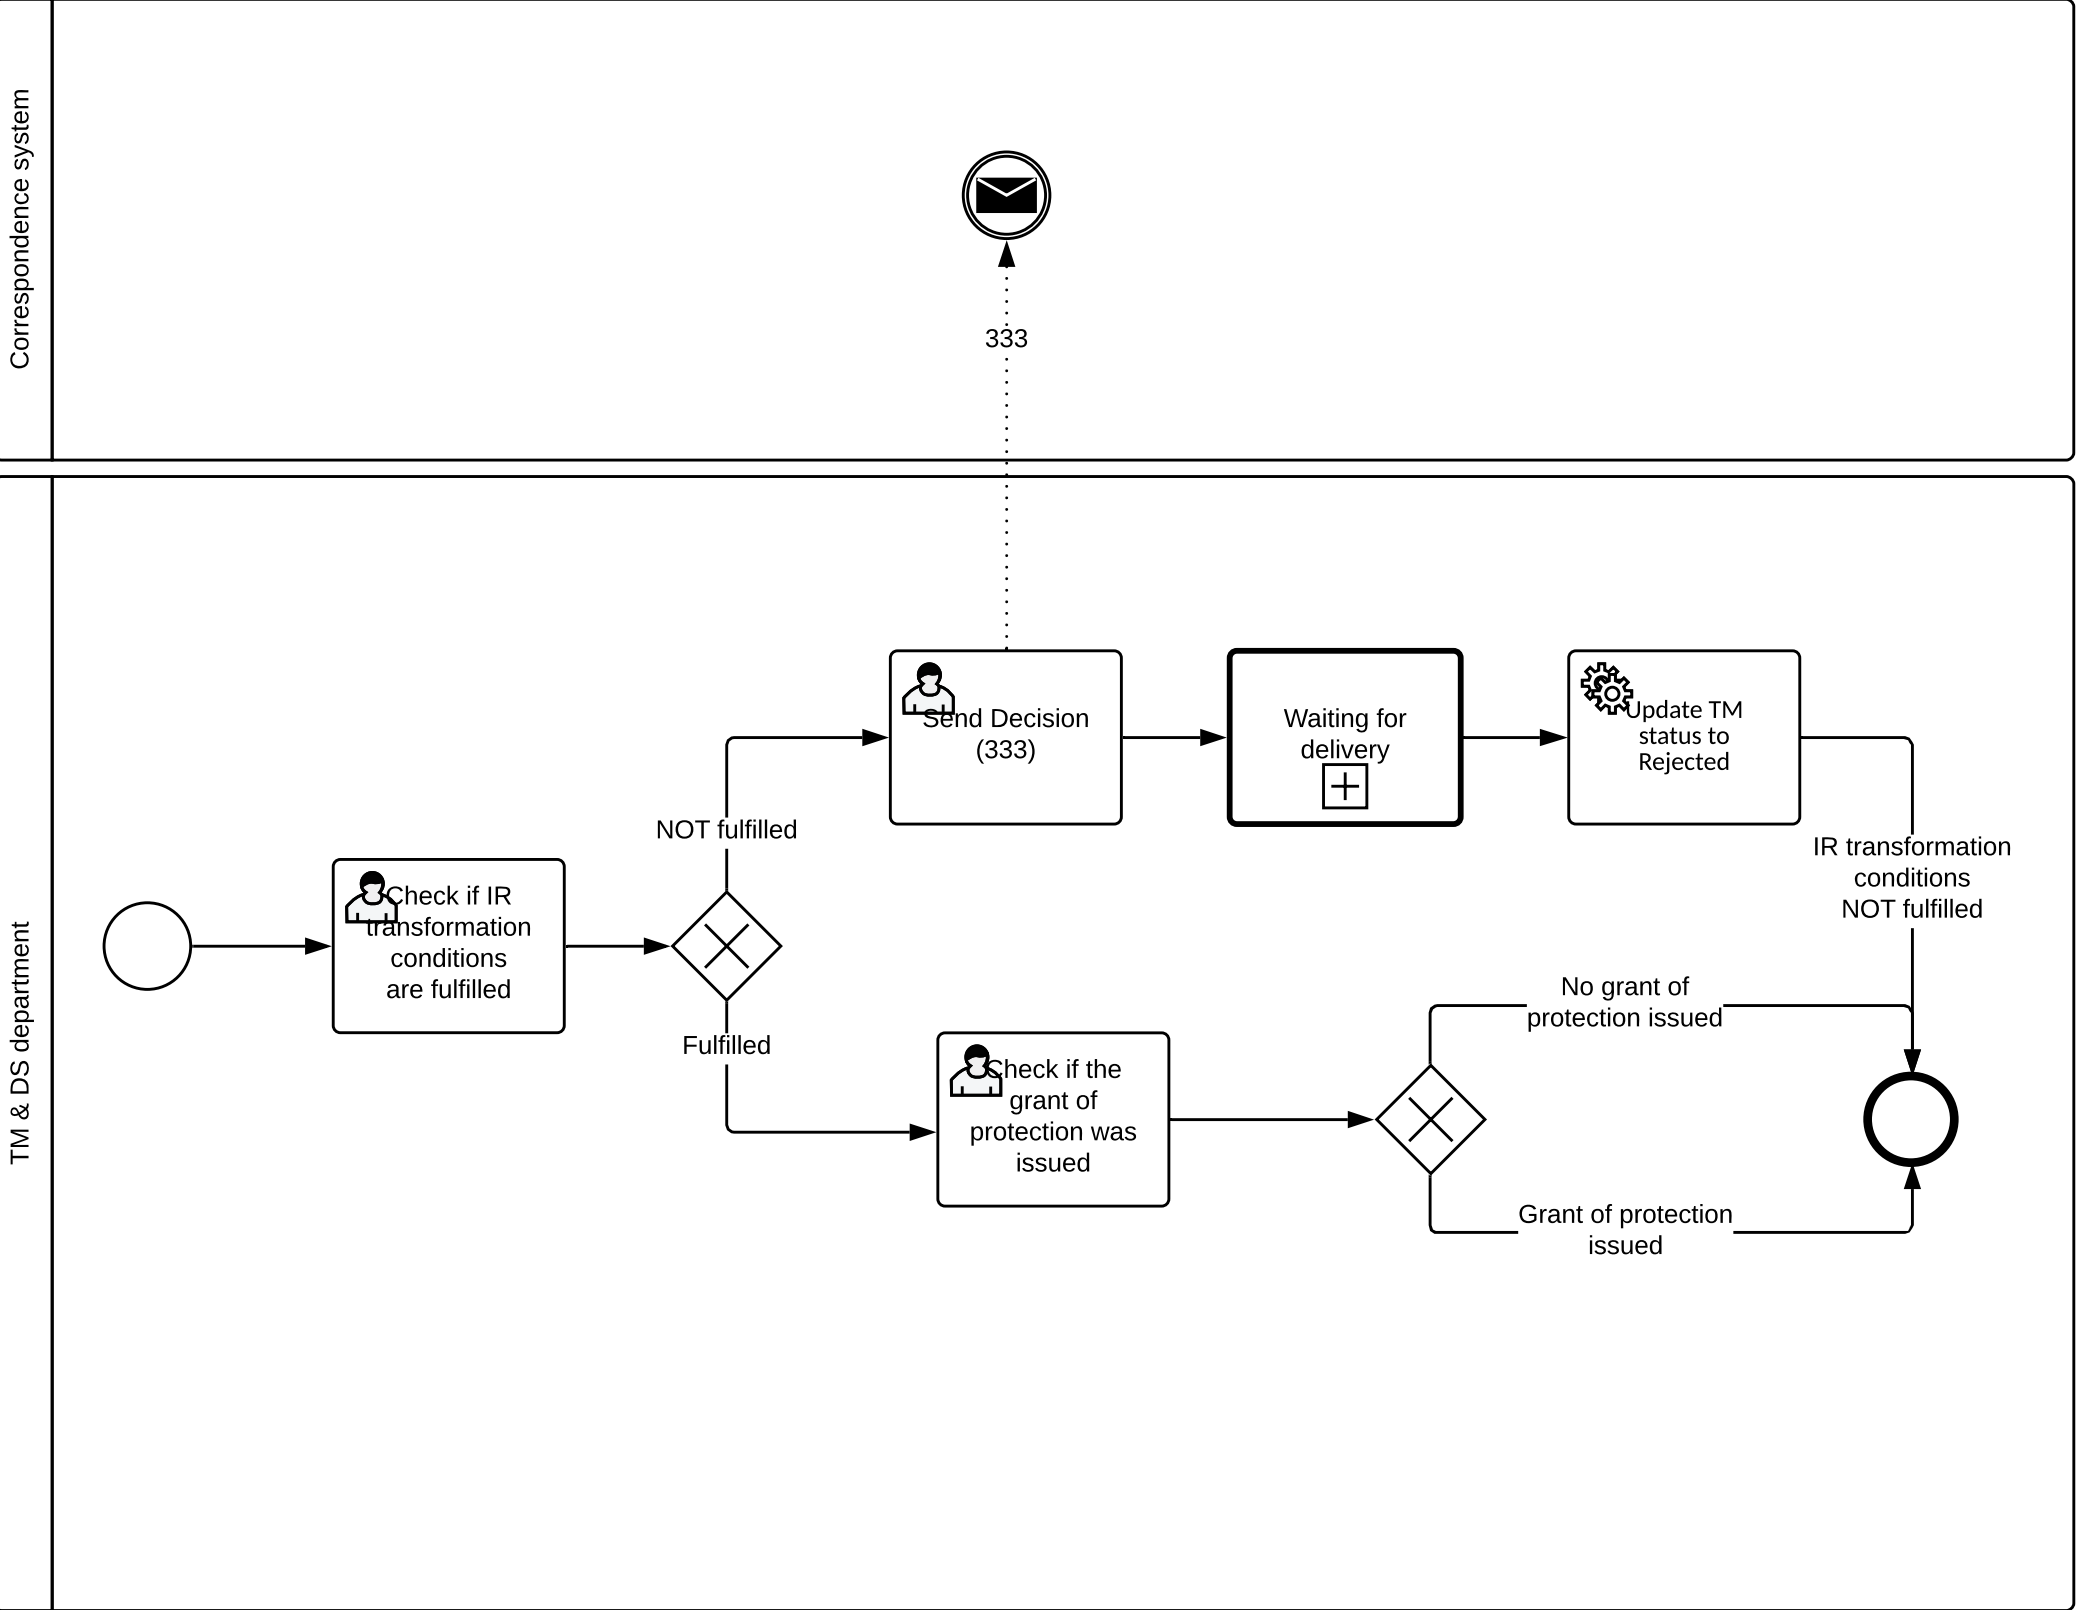 Correspondence system
333
TM & DS department
Send Decision
(333)
Waiting for
delivery
Update TM
status to
Rejected
NOT fulfilled
IR transformation
conditions
NOT fulfilled
Check if IR
transformation
conditions
are fulfilled
Fulfilled
No grant of
protection issued
Check if the
grant of
protection was
issued
Grant of protection
issued